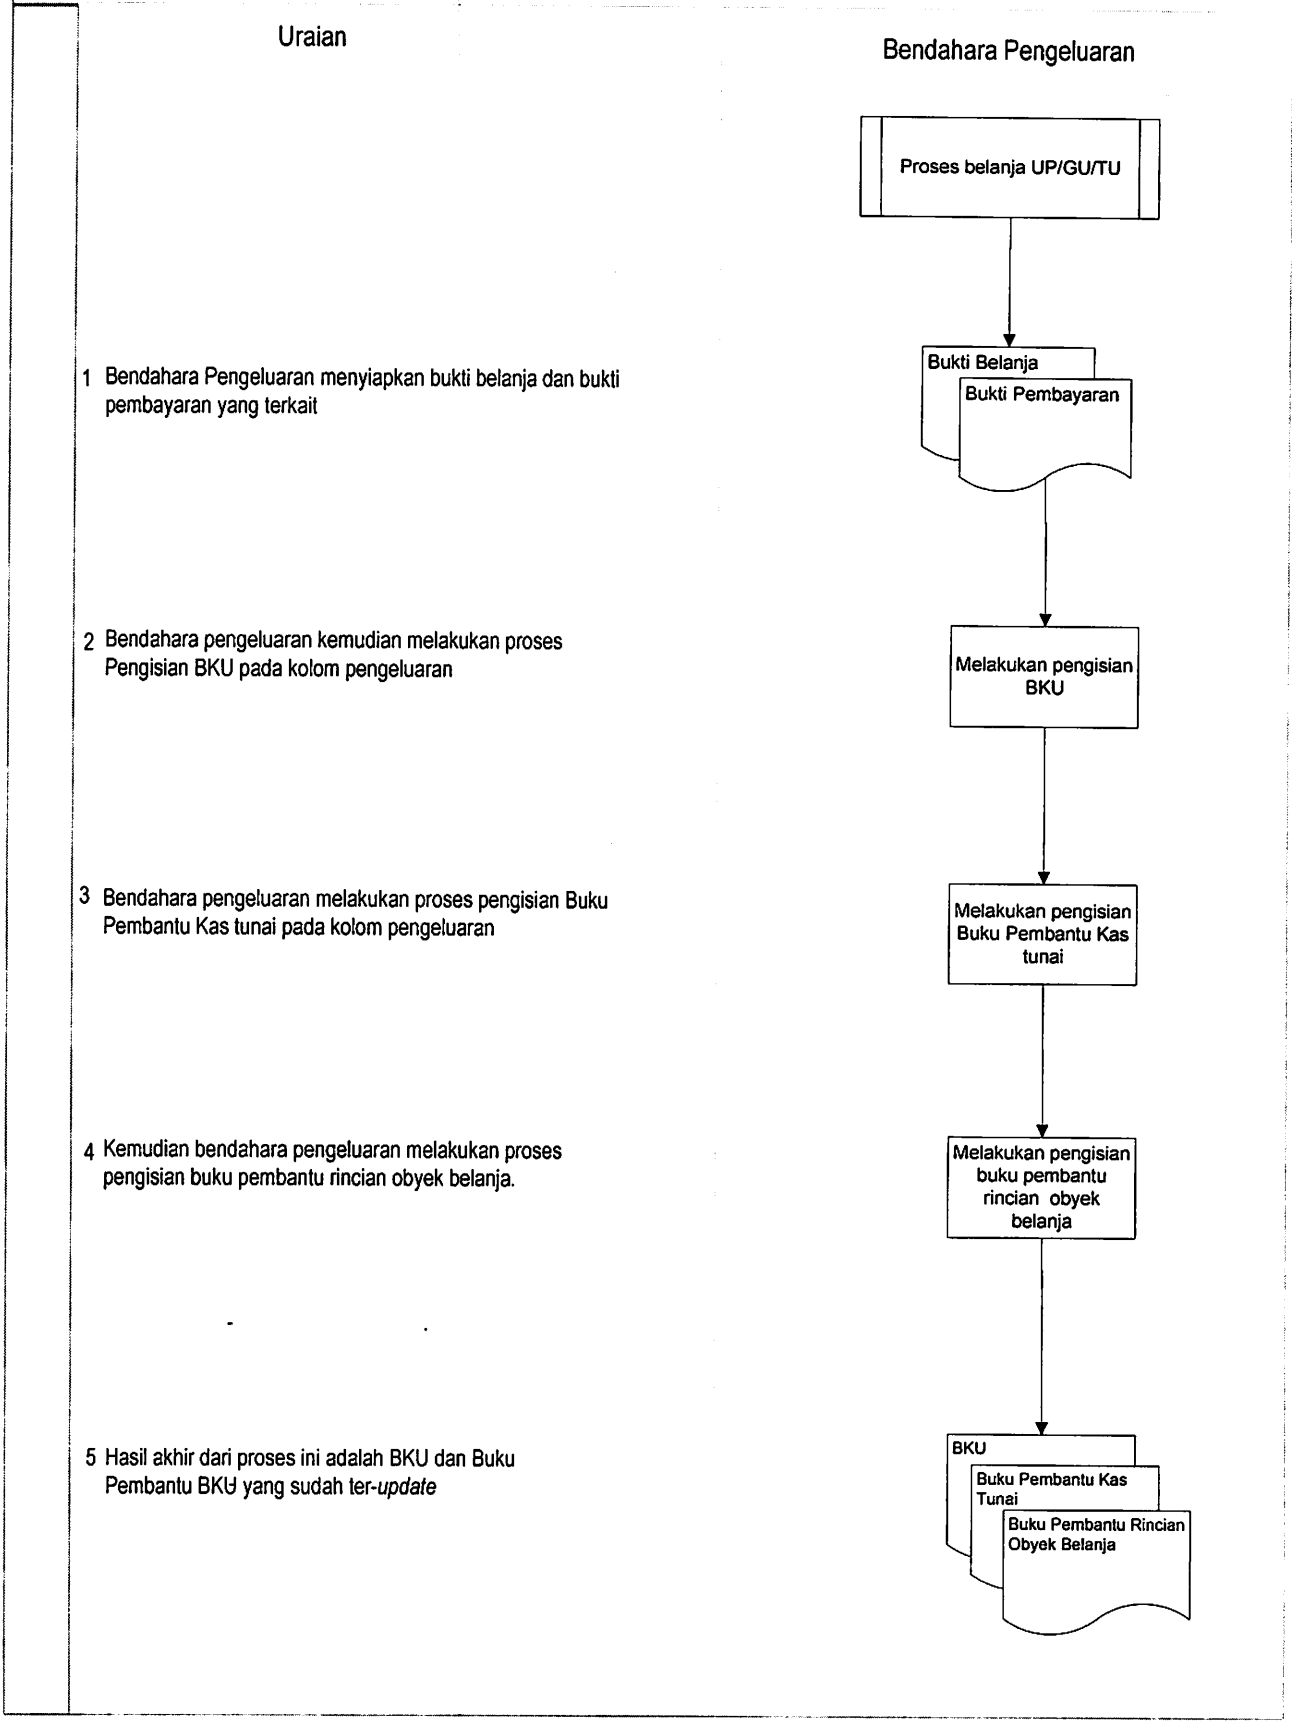 Uraian
Bendahara Pengeluaran
Proses belanja UP/GU/TU
1 Bendahara Pengeluaran menyiapkan bukti belanja dan bukti
pembayaran yang terkait
Bukti Belanja
Bukti Pembayaran
2 Bendahara pengeluaran kemudian melakukan proses
Pengisian BKU pada kolom pengeluaran
Melakukan pengisian
BKU
3 Bendahara pengeluaran melakukan proses pengisian Buku
Pembantu Kas tunai pada kolom pengeluaran
Melakukan pengisian
Buku Pembantu Kas
tunai
4 Kemudian bendahara pengeluaran melakukan proses
pengisian buku pembantu rincian obyek belanja.
Melakukan pengisian
buku pembantu
rincian obyek
belanja
5 Hasil akhir dari proses ini adalah BKU dan Buku
Pembantu BKU yang sudah ter-update
BKU
Buku Pembantu Kas
Tunai
Buku Pembantu Rincian
Obyek Belanja